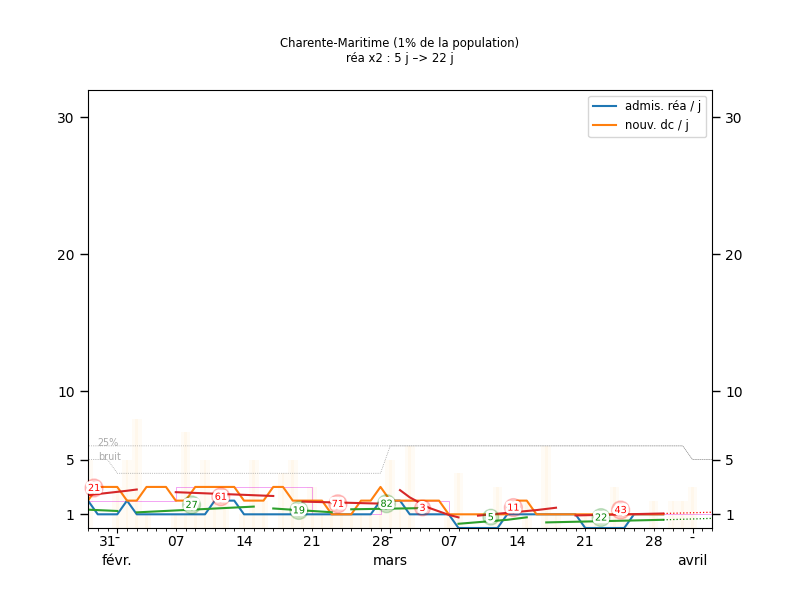 Charente-Maritime (1% de la population)
réa x2 : 5 j –> 22 j
admis. réa / j
nouv. dc / j
30 30
20 20
10 10
5 5
1 1
25%
bruit
21 27 61 19 71 82 3 5 11 22 43
31 07 14 21 28 07 14 21 28
févr. mars avril